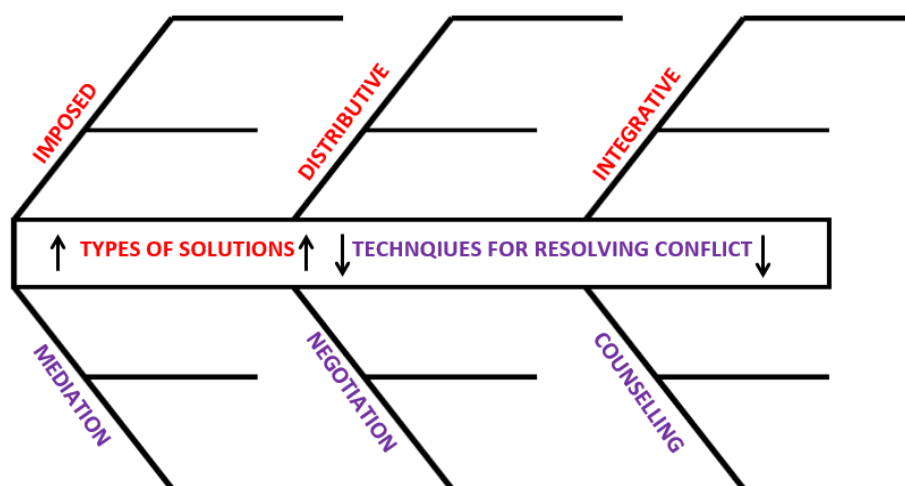 IMPOSED
DISTRIBUTIVE
INTEGRATIVE
TYPES OF SOLUTIONS
TECHNQIUES FOR RESOLVING CONFLICT
MEDIATION
NEGOTIATION
COUNSELLING